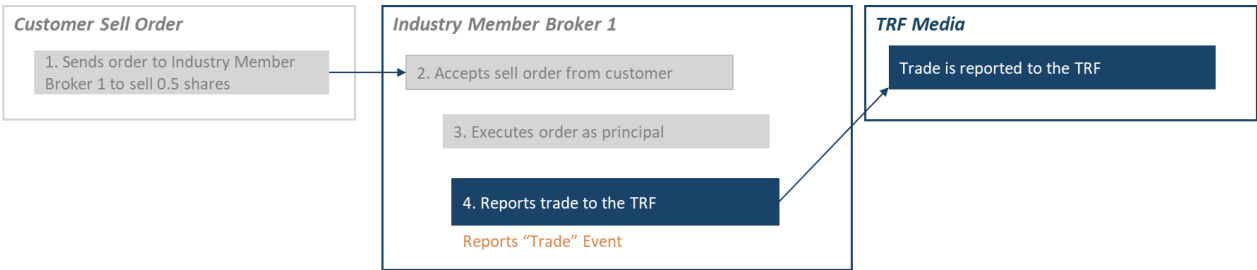 Customer Sell Order
1. Sends order to Industry Member
Broker 1 to sell 0.5 shares
Industry Member Broker 1
2. Accepts sell order from customer
3. Executes order as principal
4. Reports trade to the TRF
Reports “Trade” Event
TRF Media
Trade is reported to the TRF